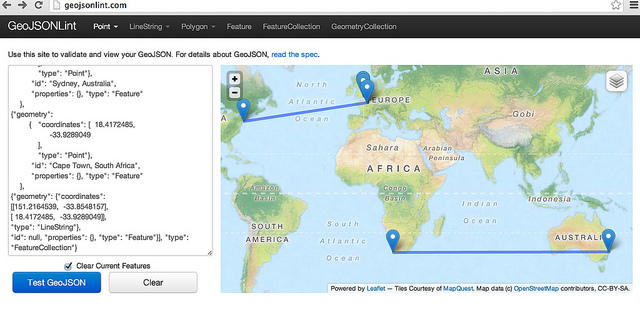 geojsonlint.com
GeoJSONLint Point LineString Polygon Feature FeatureCollection GeometryCollection
Use this site to validate and view your GeoJSON. For details about GeoJSON, read the spec.
"type": "Point"},
"id": "Sydney, Australia",
"properties": {}, "type": "Feature"
},
{"geometry":
{ "coordinates": [ 18.4172485,
-33.9289049
],
"type": "Point"},
"id": "Cape Town, South Africa",
"properties": {}, "type": "Feature"
},
{"geometry": {"coordinates":
[[151.2164539, -33.8548157],
[ 18.4172485, -33.9289049]],
"type": "LineString"},
"id": null, "properties": {}, "type": "Feature"}], "type":
"FeatureCollection"}
Clear Current Features
Test GeoJSON Clear
+
−
ASIA
North
Atlantic
Ocean
EUROPE
Gobi
Sahara
Arabian
Peninsula
AFRICA
Amazon
Basin
Congo
Basin
Indian
Ocean
Indonesia
SOUTH
AMERICA
South
Atlantic
Ocean
AUSTRALI
Powered by Leaflet — Tiles Courtesy of MapQuest. Map data (c) OpenStreetMap contributors, CC-BY-SA.